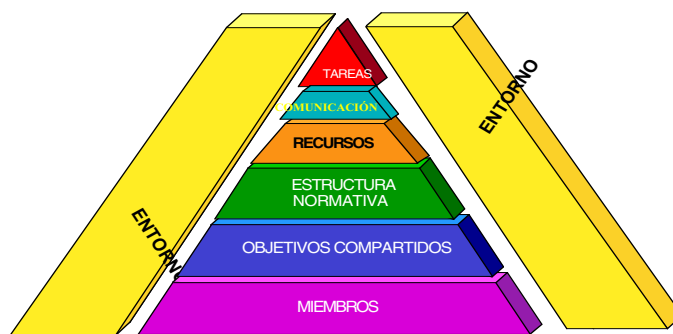 TAREAS
COMUNICACIÓN
RECURSOS
ESTRUCTURA
NORMATIVA
OBJETIVOS COMPARTIDOS
MIEMBROS
ENTORNO
ENTORNO